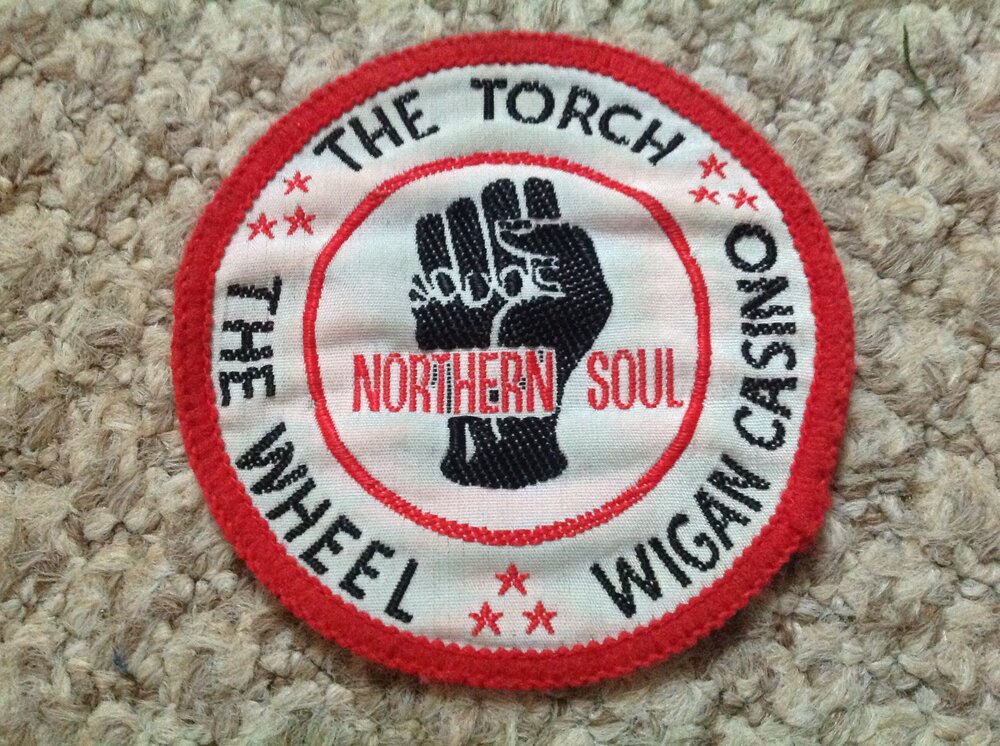 THE TORCH
WIGAN CASINO
THE WHEEL
NORTHERN SOUL